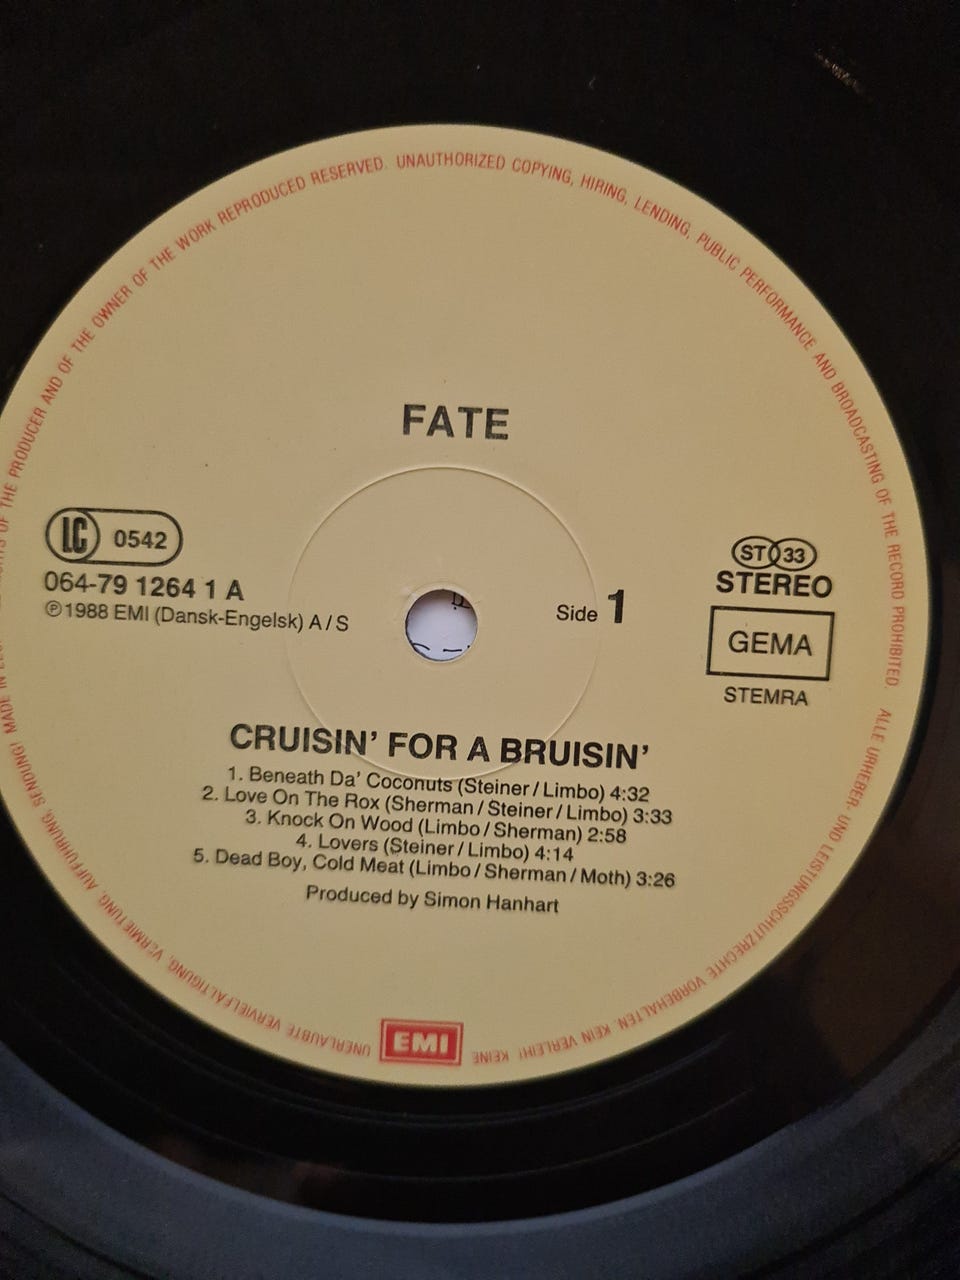 HTS OF THE PRODUCER AND OF THE OWNER OF THE WORK REPRODUCED RESERVED. UNAUTHORIZED COPYING, HIRING, LENDING, PUBLIC PERFORMANCE AND BROADCASTING OF THE RECORD PROHIBITED.
FATE
LC 0542
064-79 1264 1 A
℗1988 EMI (Dansk-Engelsk) A/S
Side 1
ST 33
STEREO
GEMA
STEMRA
CRUISIN' FOR A BRUISIN'
1. Beneath Da' Coconuts (Steiner/Limbo) 4:32
2. Love On The Rox (Sherman/Steiner/Limbo) 3:33
3. Knock On Wood (Limbo/Sherman) 2:58
4. Lovers (Steiner/Limbo) 4:14
5. Dead Boy, Cold Meat (Limbo/Sherman/Moth) 3:26
Produced by Simon Hanhart
EMI
ALLE URHEBER- UND LEISTUNGSSCHUTZRECHTE VORBEHALTEN. KEIN VERLEIH! KEINE UNERLAUBTE VERVIELFÄLTIGUNG, VERMIETUNG, AUFFÜHRUNG, SENDUNG! MADE IN